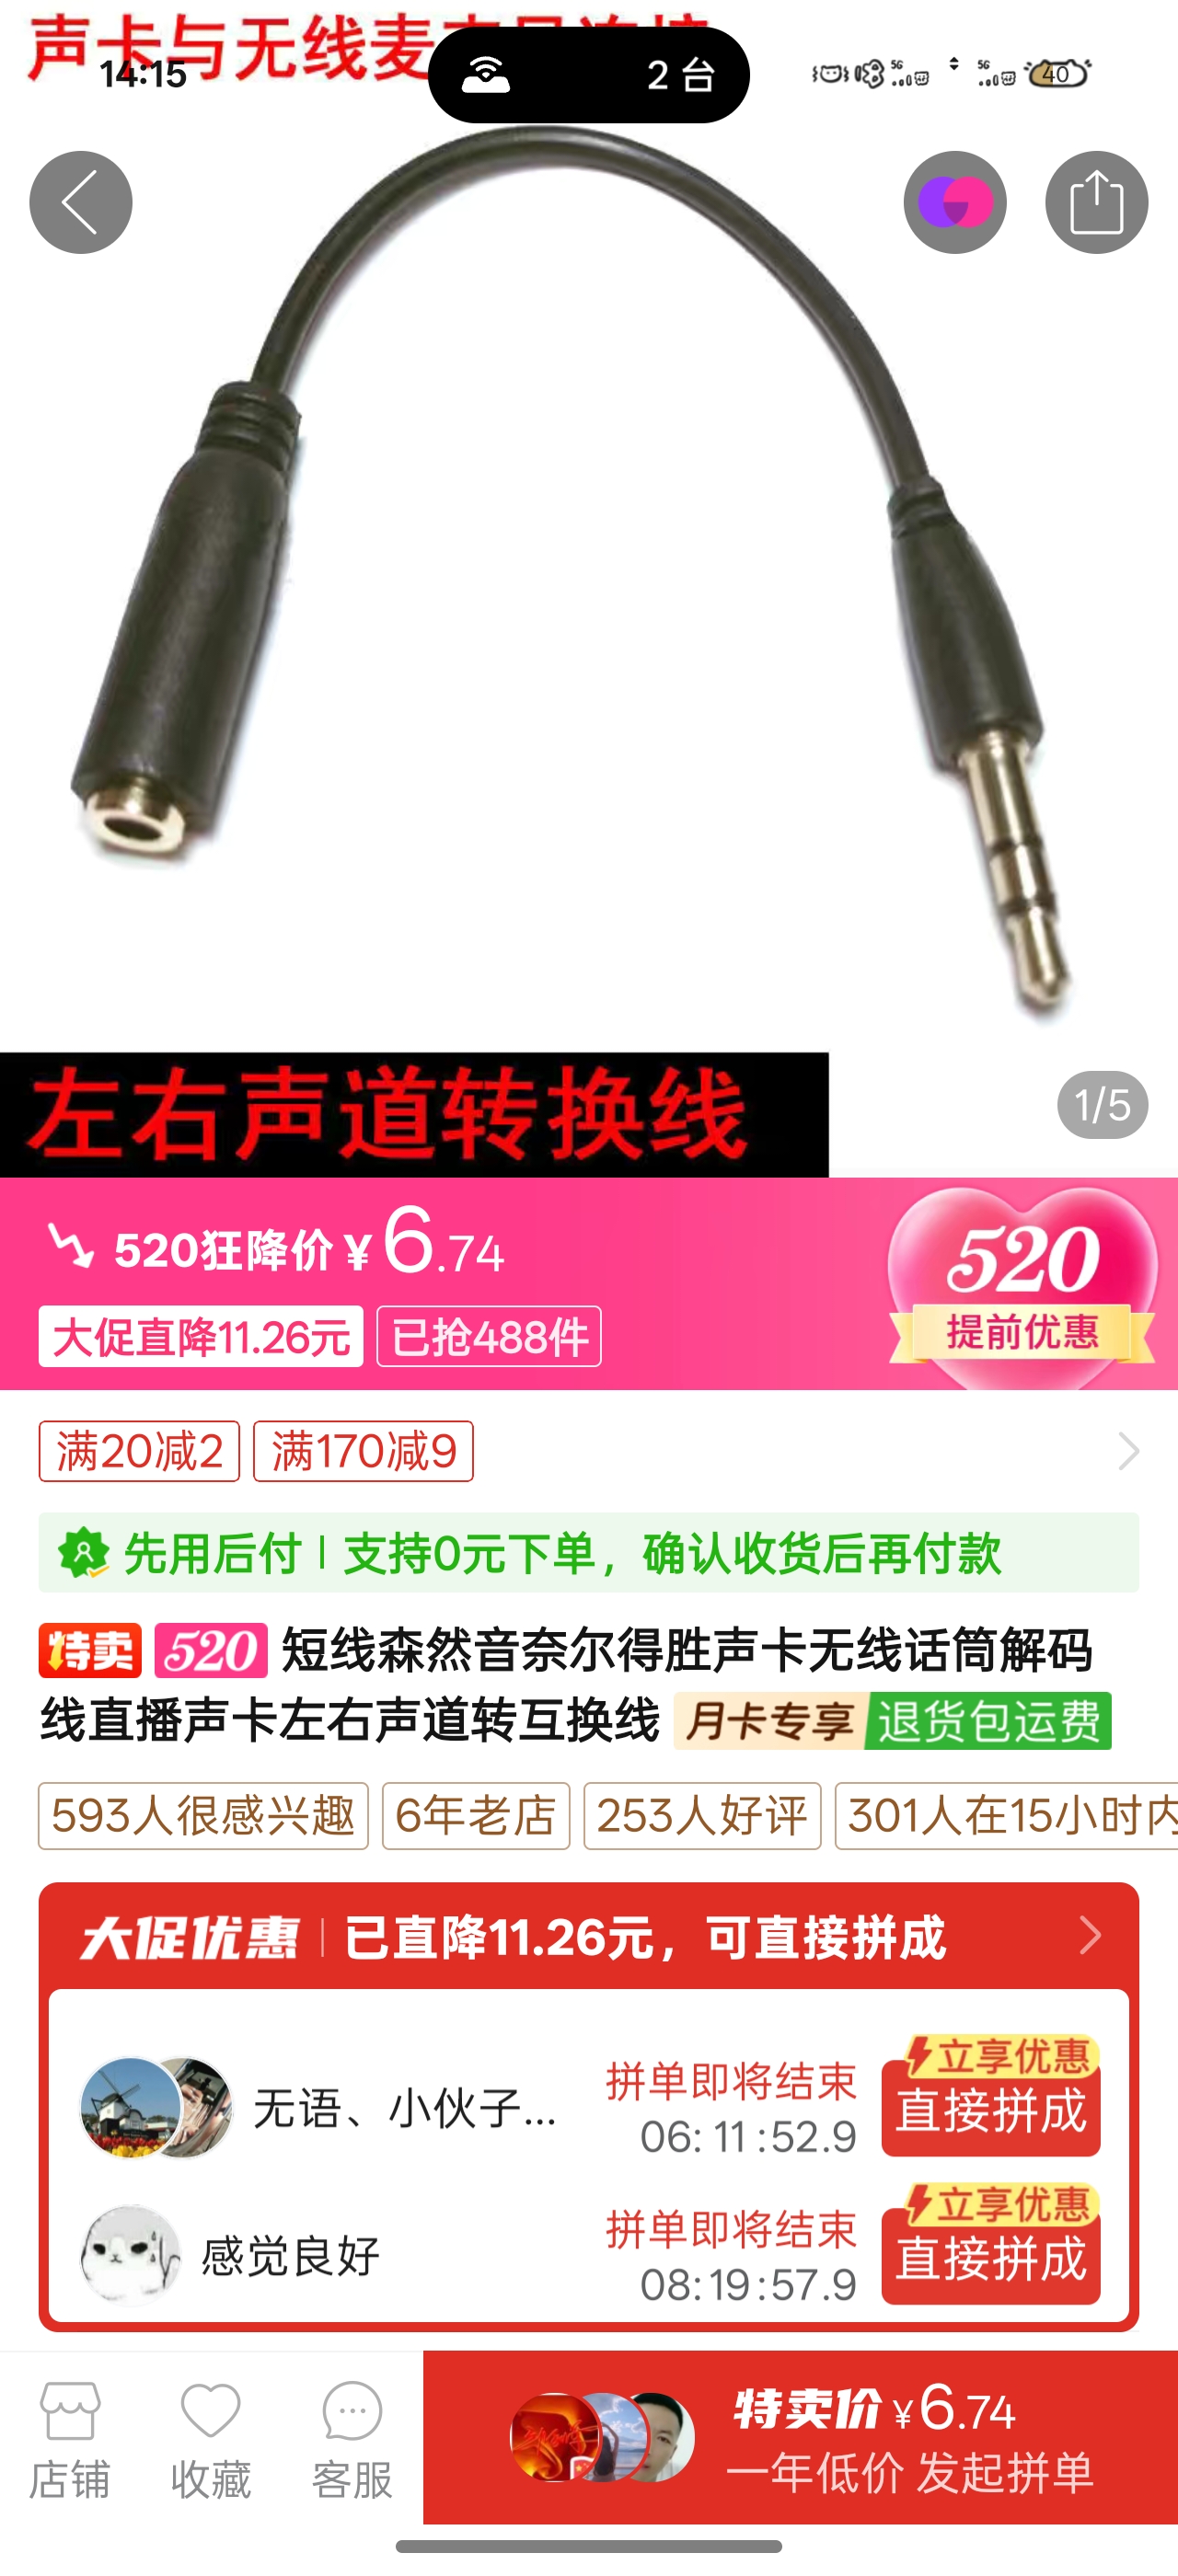 声卡与无线麦
14:15
2 台
5G
5G
40
左右声道转换线
1/5
520狂降价 ¥6.74
大促直降11.26元 已抢488件
520
提前优惠
满20减2 满170减9
先用后付 | 支持0元下单，确认收货后再付款
特卖 520 短线森然音奈尔得胜声卡无线话筒解码
线直播声卡左右声道转互换线 月卡专享 退货包运费
593人很感兴趣 6年老店 253人好评 301人在15小时内
大促优惠 | 已直降11.26元，可直接拼成
无语、小伙子... 拼单即将结束 立享优惠
06:11:52.9 直接拼成
感觉良好 拼单即将结束 立享优惠
08:19:57.9 直接拼成
店铺 收藏 客服
特卖价 ¥6.74
一年低价 发起拼单